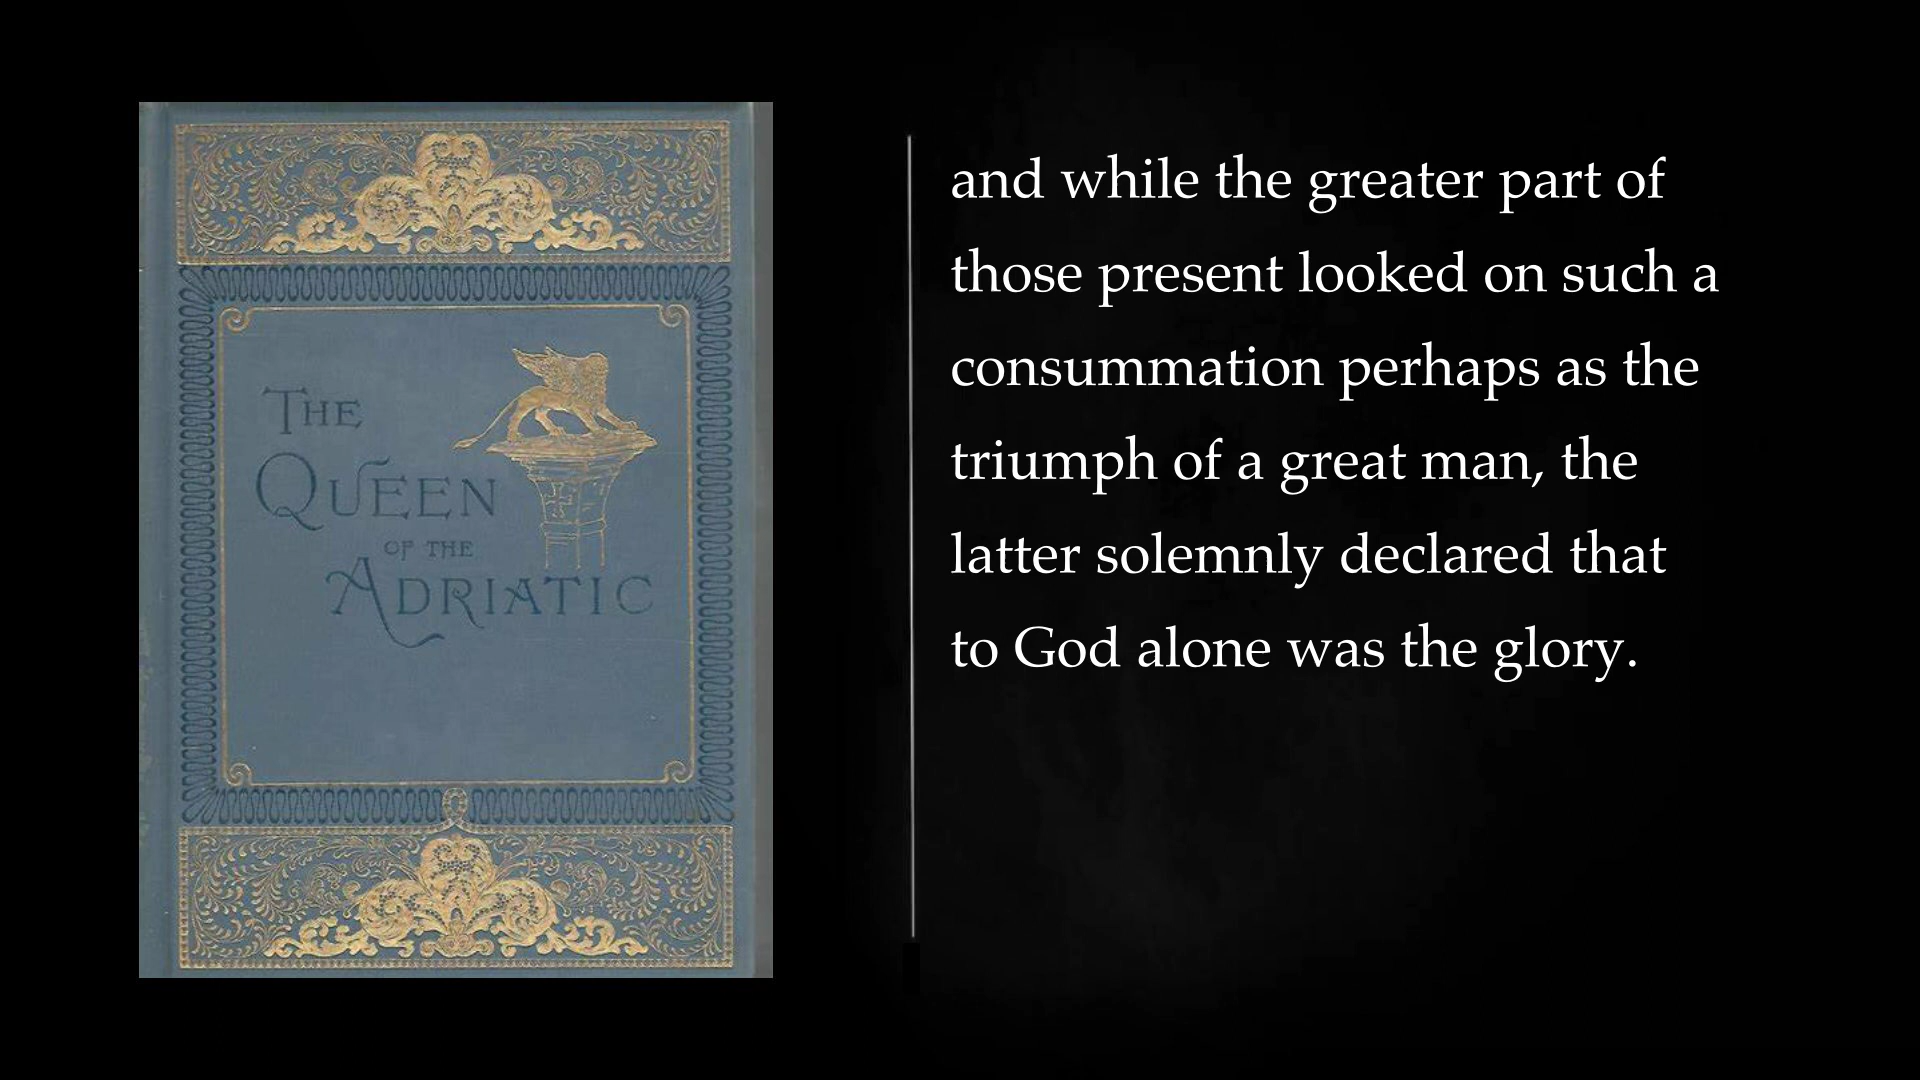 THE
QUEEN
OF THE
ADRIATIC
and while the greater part of
those present looked on such a
consummation perhaps as the
triumph of a great man, the
latter solemnly declared that
to God alone was the glory.